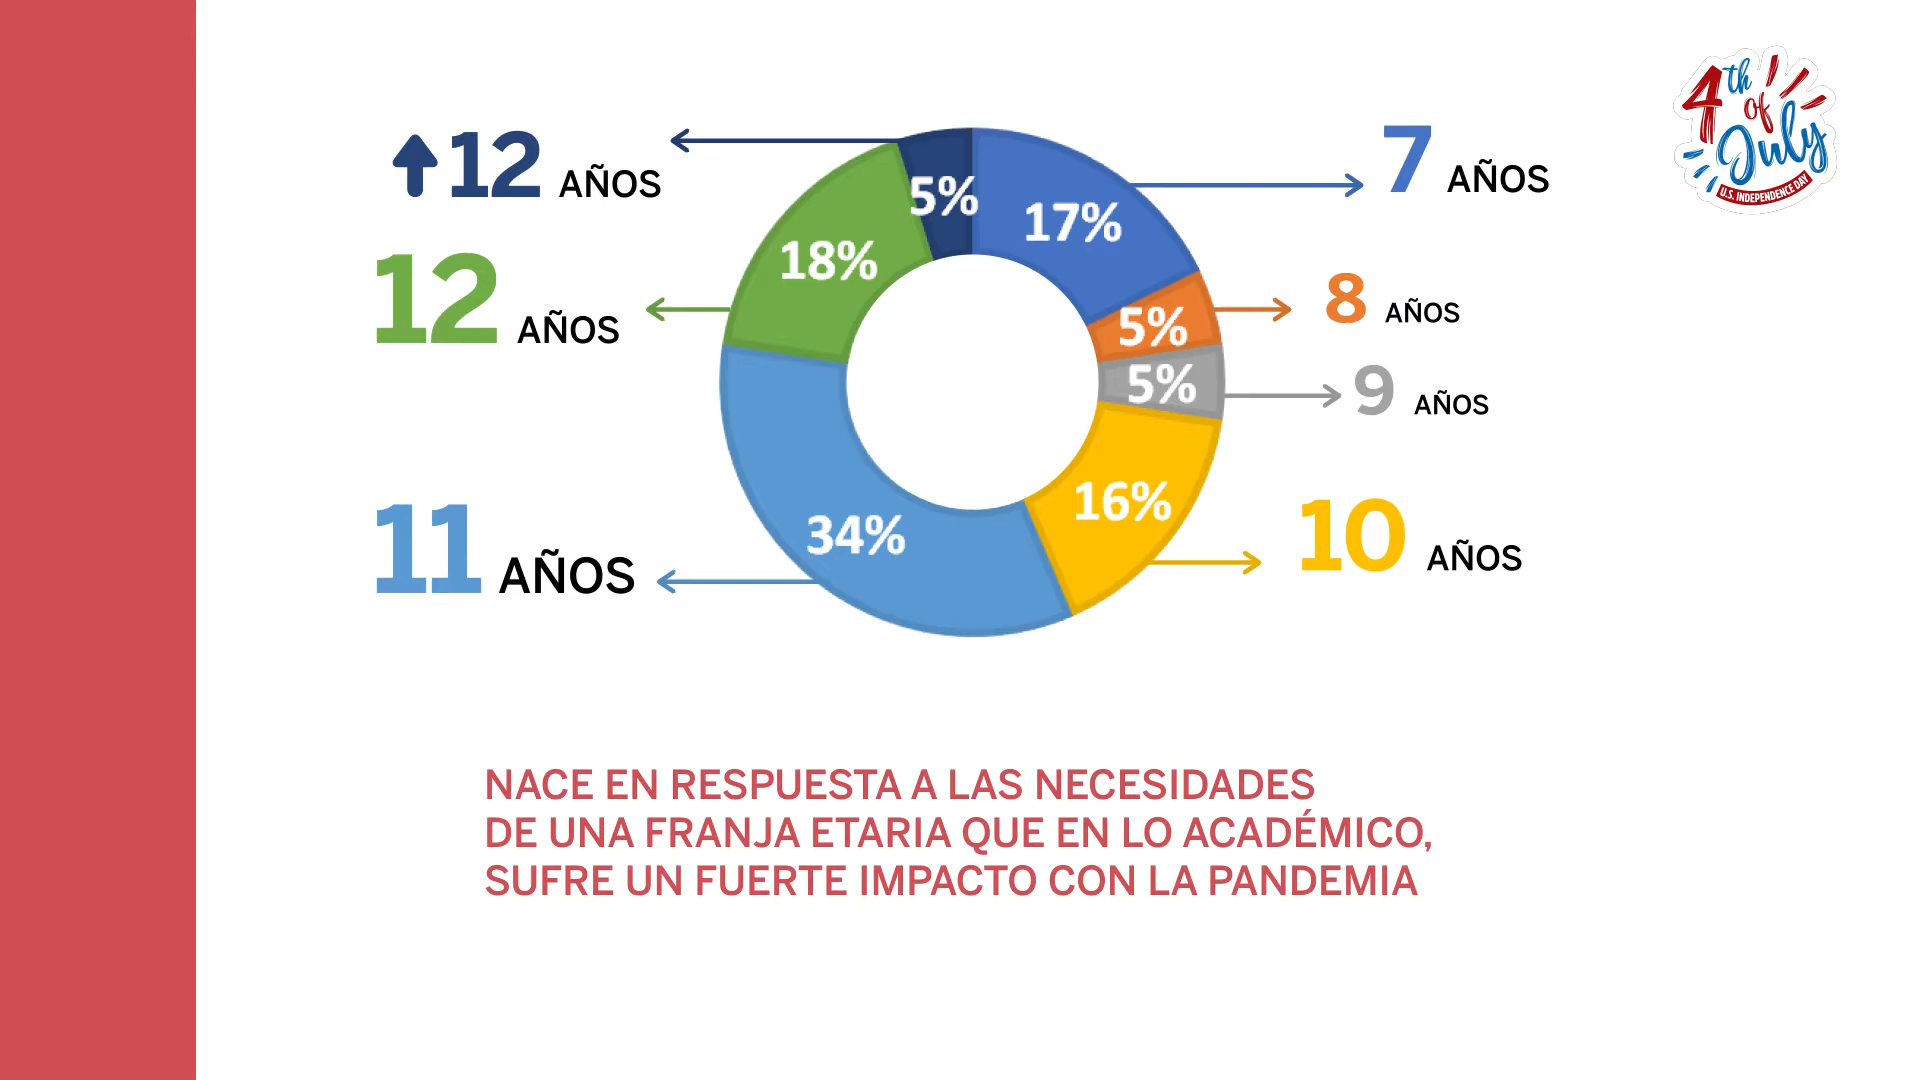 12 AÑOS
7 AÑOS
4th
of
July
U.S. INDEPENDENCE DAY
5%
17%
18%
12 AÑOS
8 AÑOS
5%
5%
9 AÑOS
16%
34%
10 AÑOS
11 AÑOS
NACE EN RESPUESTA A LAS NECESIDADES
DE UNA FRANJA ETARIA QUE EN LO ACADÉMICO,
SUFRE UN FUERTE IMPACTO CON LA PANDEMIA